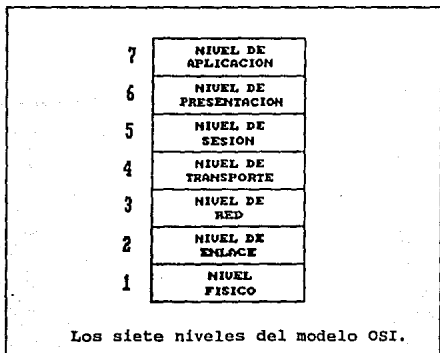 7 NIVEL DE
APLICACION
6 NIVEL DE
PRESENTACION
5 NIVEL DE
SESION
4 NIVEL DE
TRANSPORTE
3 NIVEL DE
RED
2 NIVEL DE
ENLACE
1 NIVEL
FISICO
Los siete niveles del modelo OSI.